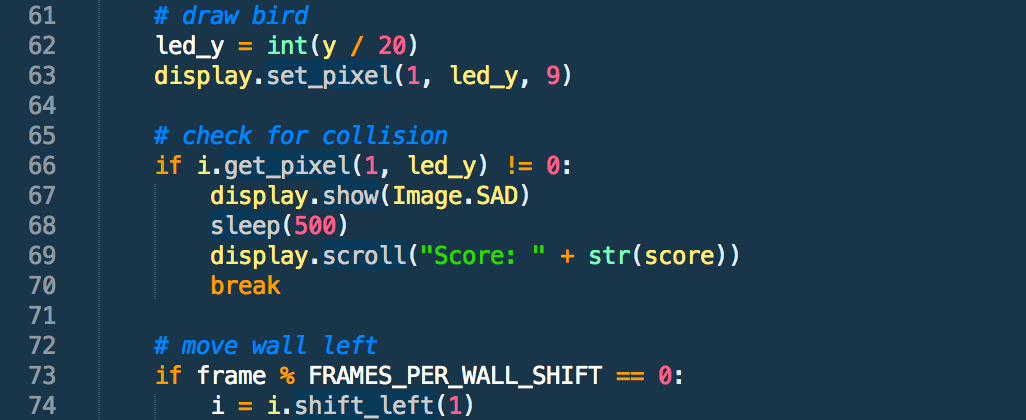 61 # draw bird
62 led_y = int(y / 20)
63 display.set_pixel(1, led_y, 9)
64
65 # check for collision
66 if i.get_pixel(1, led_y) != 0:
67     display.show(Image.SAD)
68     sleep(500)
69     display.scroll("Score: " + str(score))
70     break
71
72 # move wall left
73 if frame % FRAMES_PER_WALL_SHIFT == 0:
74     i = i.shift_left(1)